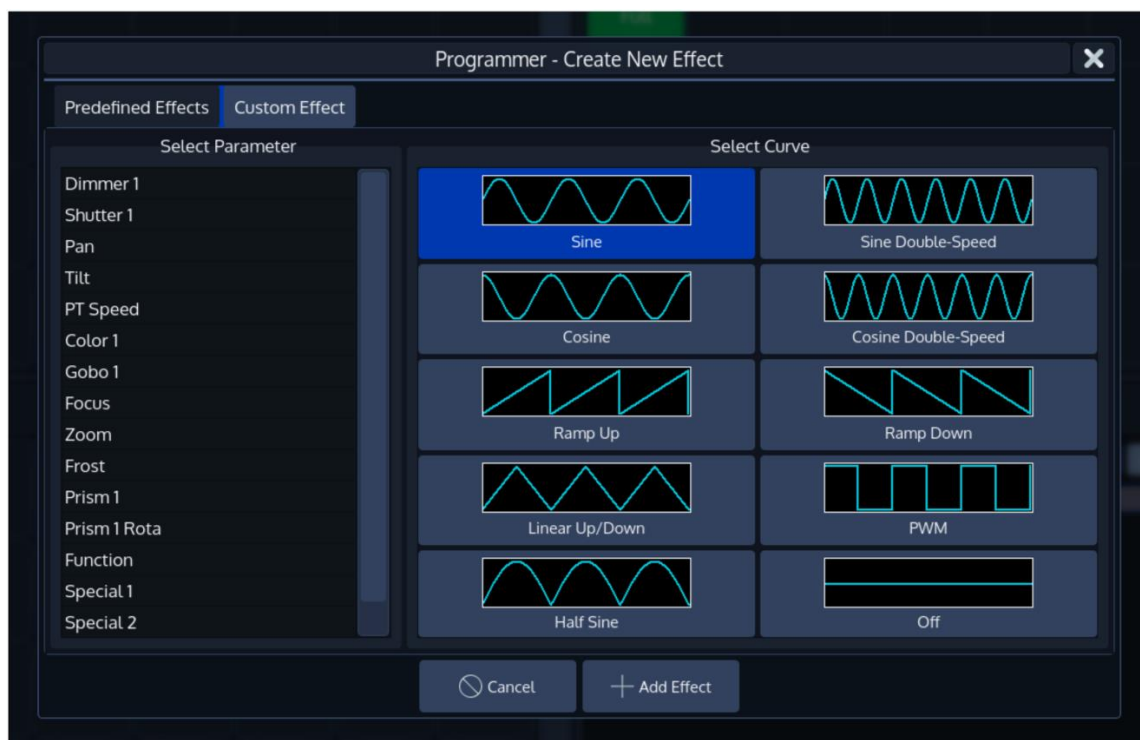 Programmer - Create New Effect
Predefined Effects
Custom Effect
Select Parameter
Dimmer 1
Shutter 1
Pan
Tilt
PT Speed
Color 1
Gobo 1
Focus
Zoom
Frost
Prism 1
Prism 1 Rota
Function
Special 1
Special 2
Select Curve
Sine
Sine Double-Speed
Cosine
Cosine Double-Speed
Ramp Up
Ramp Down
Linear Up/Down
PWM
Half Sine
Off
Cancel
Add Effect